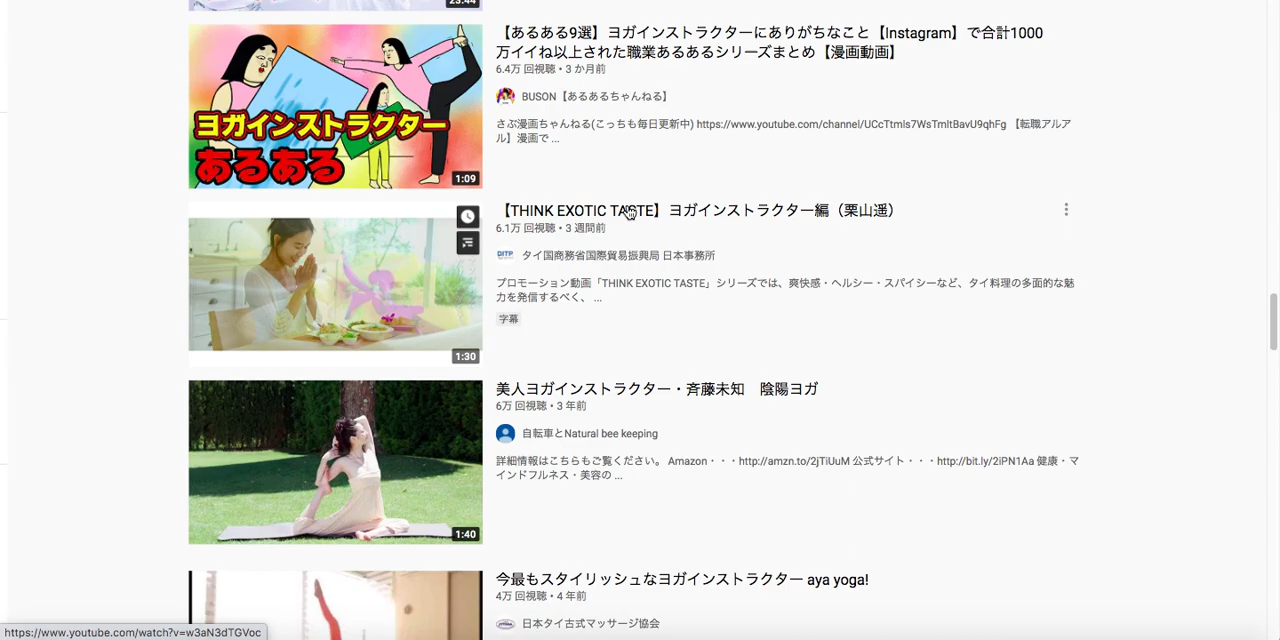 23:44
【あるある9選】ヨガインストラクターにありがちなこと【Instagram】で合計1000
万イイね以上された職業あるあるシリーズまとめ【漫画動画】
6.4万 回視聴・3 か月前
BUSON【あるあるちゃんねる】
さぶ漫画ちゃんねる(こっちも毎日更新中) https://www.youtube.com/channel/UCcTtmls7WsTmltBavU9qhFg 【転職アルア
ル】漫画で ...
ヨガインストラクター
あるある
1:09
【THINK EXOTIC TASTE】ヨガインストラクター編（栗山遥）
6.1万 回視聴・3 週間前
DITP タイ国商務省国際貿易振興局 日本事務所
プロモーション動画「THINK EXOTIC TASTE」シリーズでは、爽快感・ヘルシー・スパイシーなど、タイ料理の多面的な魅
力を発信するべく、 ...
字幕
1:30
美人ヨガインストラクター・斉藤未知　陰陽ヨガ
6万 回視聴・3 年前
自転車とNatural bee keeping
詳細情報はこちらもご覧ください。 Amazon・・・http://amzn.to/2jTiUuM 公式サイト・・・http://bit.ly/2iPN1Aa 健康・マ
インドフルネス・美容の ...
1:40
今最もスタイリッシュなヨガインストラクター aya yoga!
4万 回視聴・4 年前
日本タイ古式マッサージ協会
https://www.youtube.com/watch?v=w3aN3dTGVoc